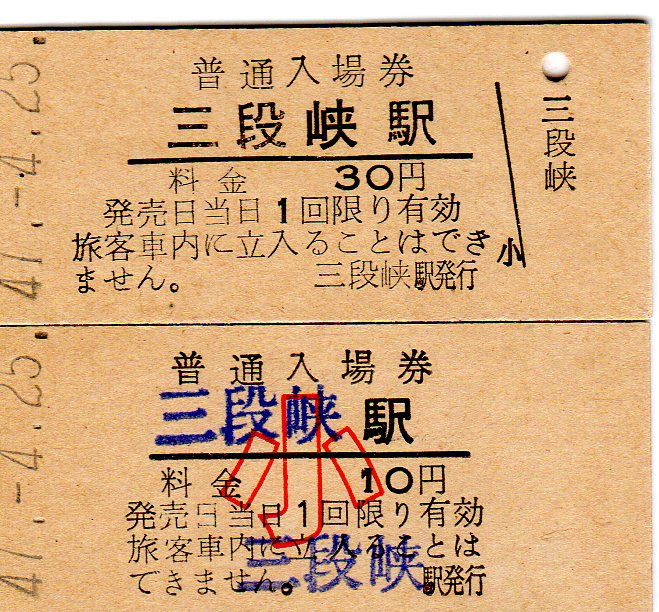 47.-4.25.
普通入場券
三段峡駅
料金 30円
発売日当日1回限り有効
旅客車内に立入ることはでき
ません。 三段峡駅発行
小
三段峡
47.-4.25.
普通入場券
三段峡駅
小
料金 10円
発売日当日1回限り有効
旅客車内に立入ることは
できません。 三段峡駅発行